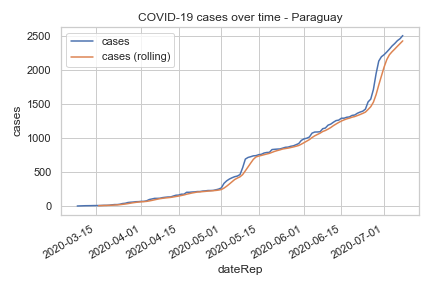 COVID-19 cases over time - Paraguay
cases
cases (rolling)
2500
2000
1500
1000
500
0
cases
2020-03-15
2020-04-01
2020-04-15
2020-05-01
2020-05-15
2020-06-01
2020-06-15
2020-07-01
dateRep